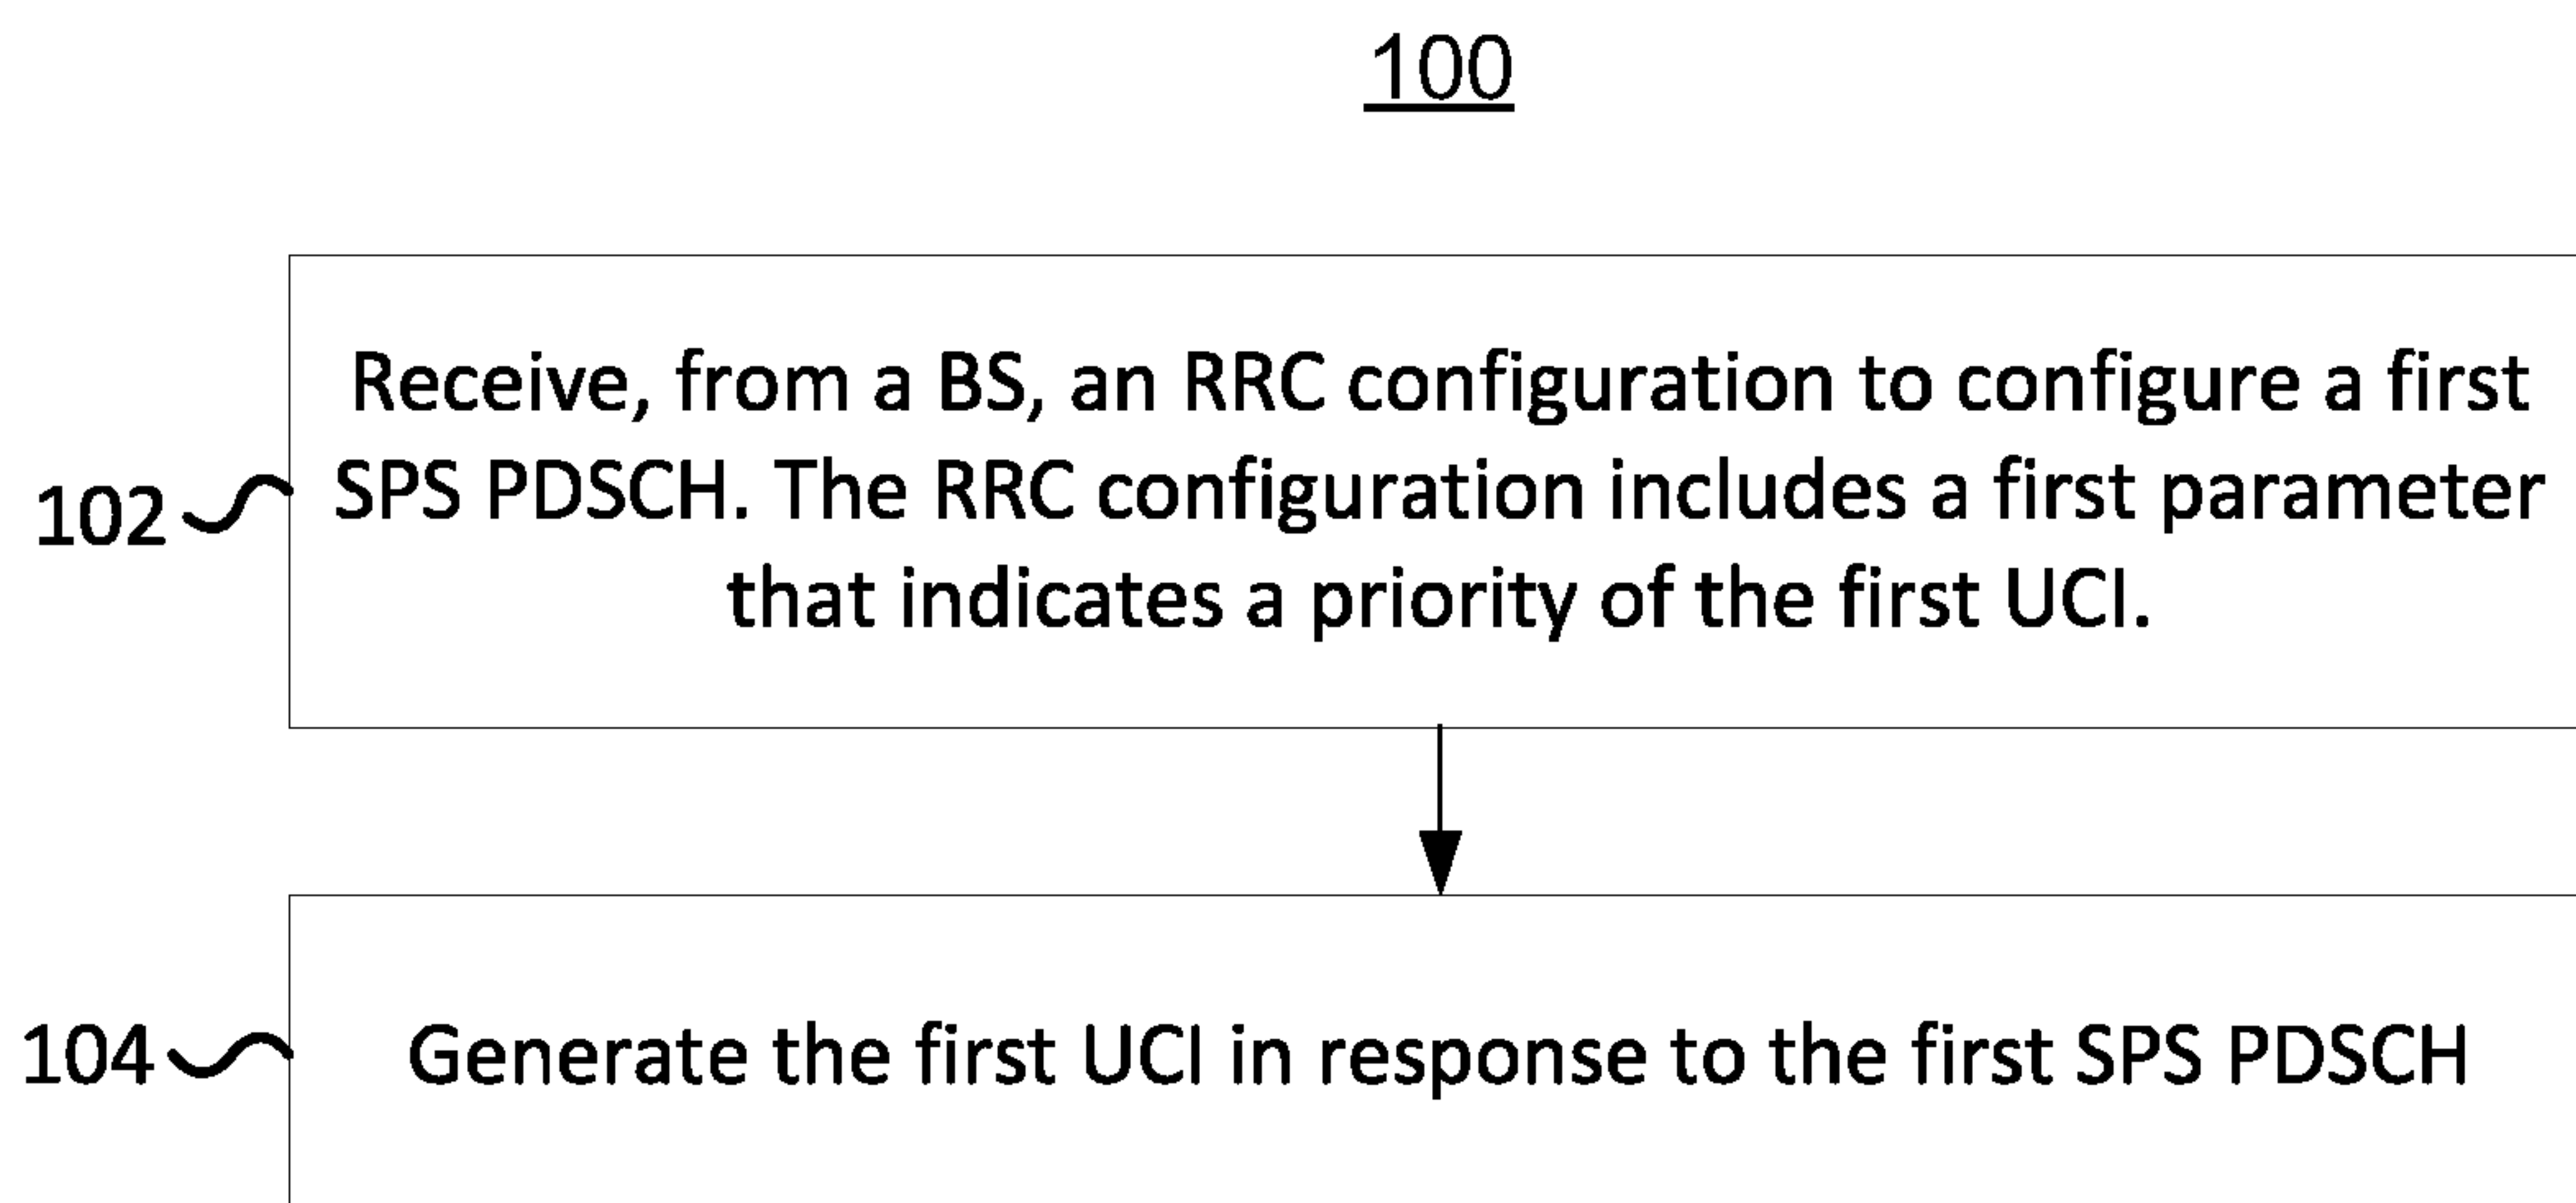 100
Receive, from a BS, an RRC configuration to configure a first
SPS PDSCH. The RRC configuration includes a first parameter
that indicates a priority of the first UCI.
102
Generate the first UCI in response to the first SPS PDSCH
104